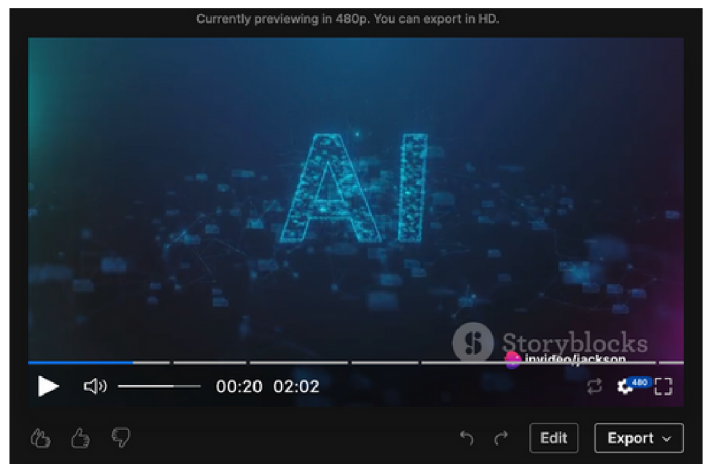 Currently previewing in 480p. You can export in HD.
AI
Storyblocks
invideo/jackson
00:20 02:02
480
Edit
Export